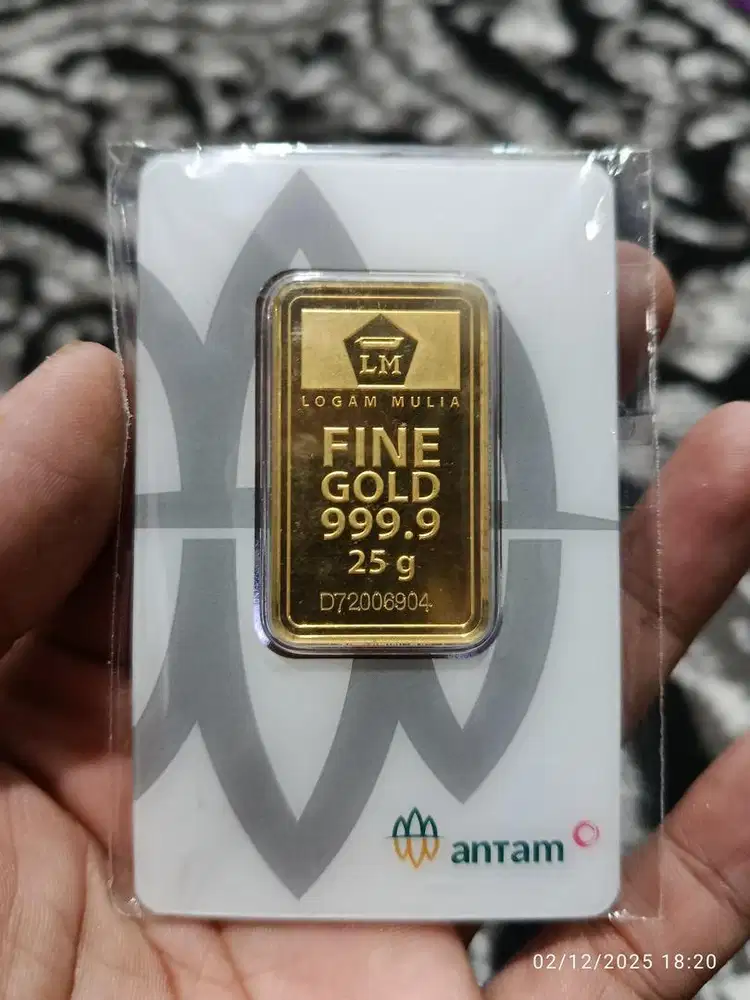 LM
LOGAM MULIA
FINE
GOLD
999.9
25 g
D72006904
antam
02/12/2025 18:20